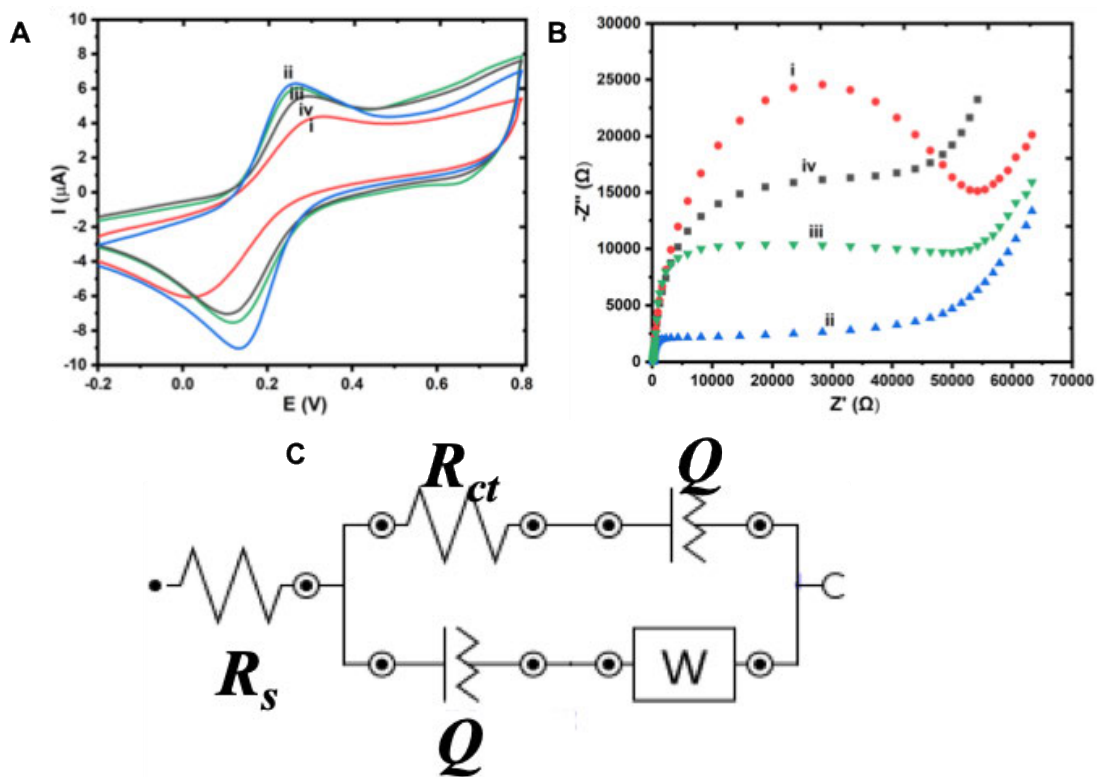 A
I (µA)
10
8
6
4
2
0
-2
-4
-6
-8
-10
ii
iii
iv
i
-0.2 0.0 0.2 0.4 0.6 0.8
E (V)
B
-Z'' (Ω)
30000
25000
20000
15000
10000
5000
0
i
iv
iii
ii
0 10000 20000 30000 40000 50000 60000 70000
Z' (Ω)
C
Rct
Q
Rs
Q
W